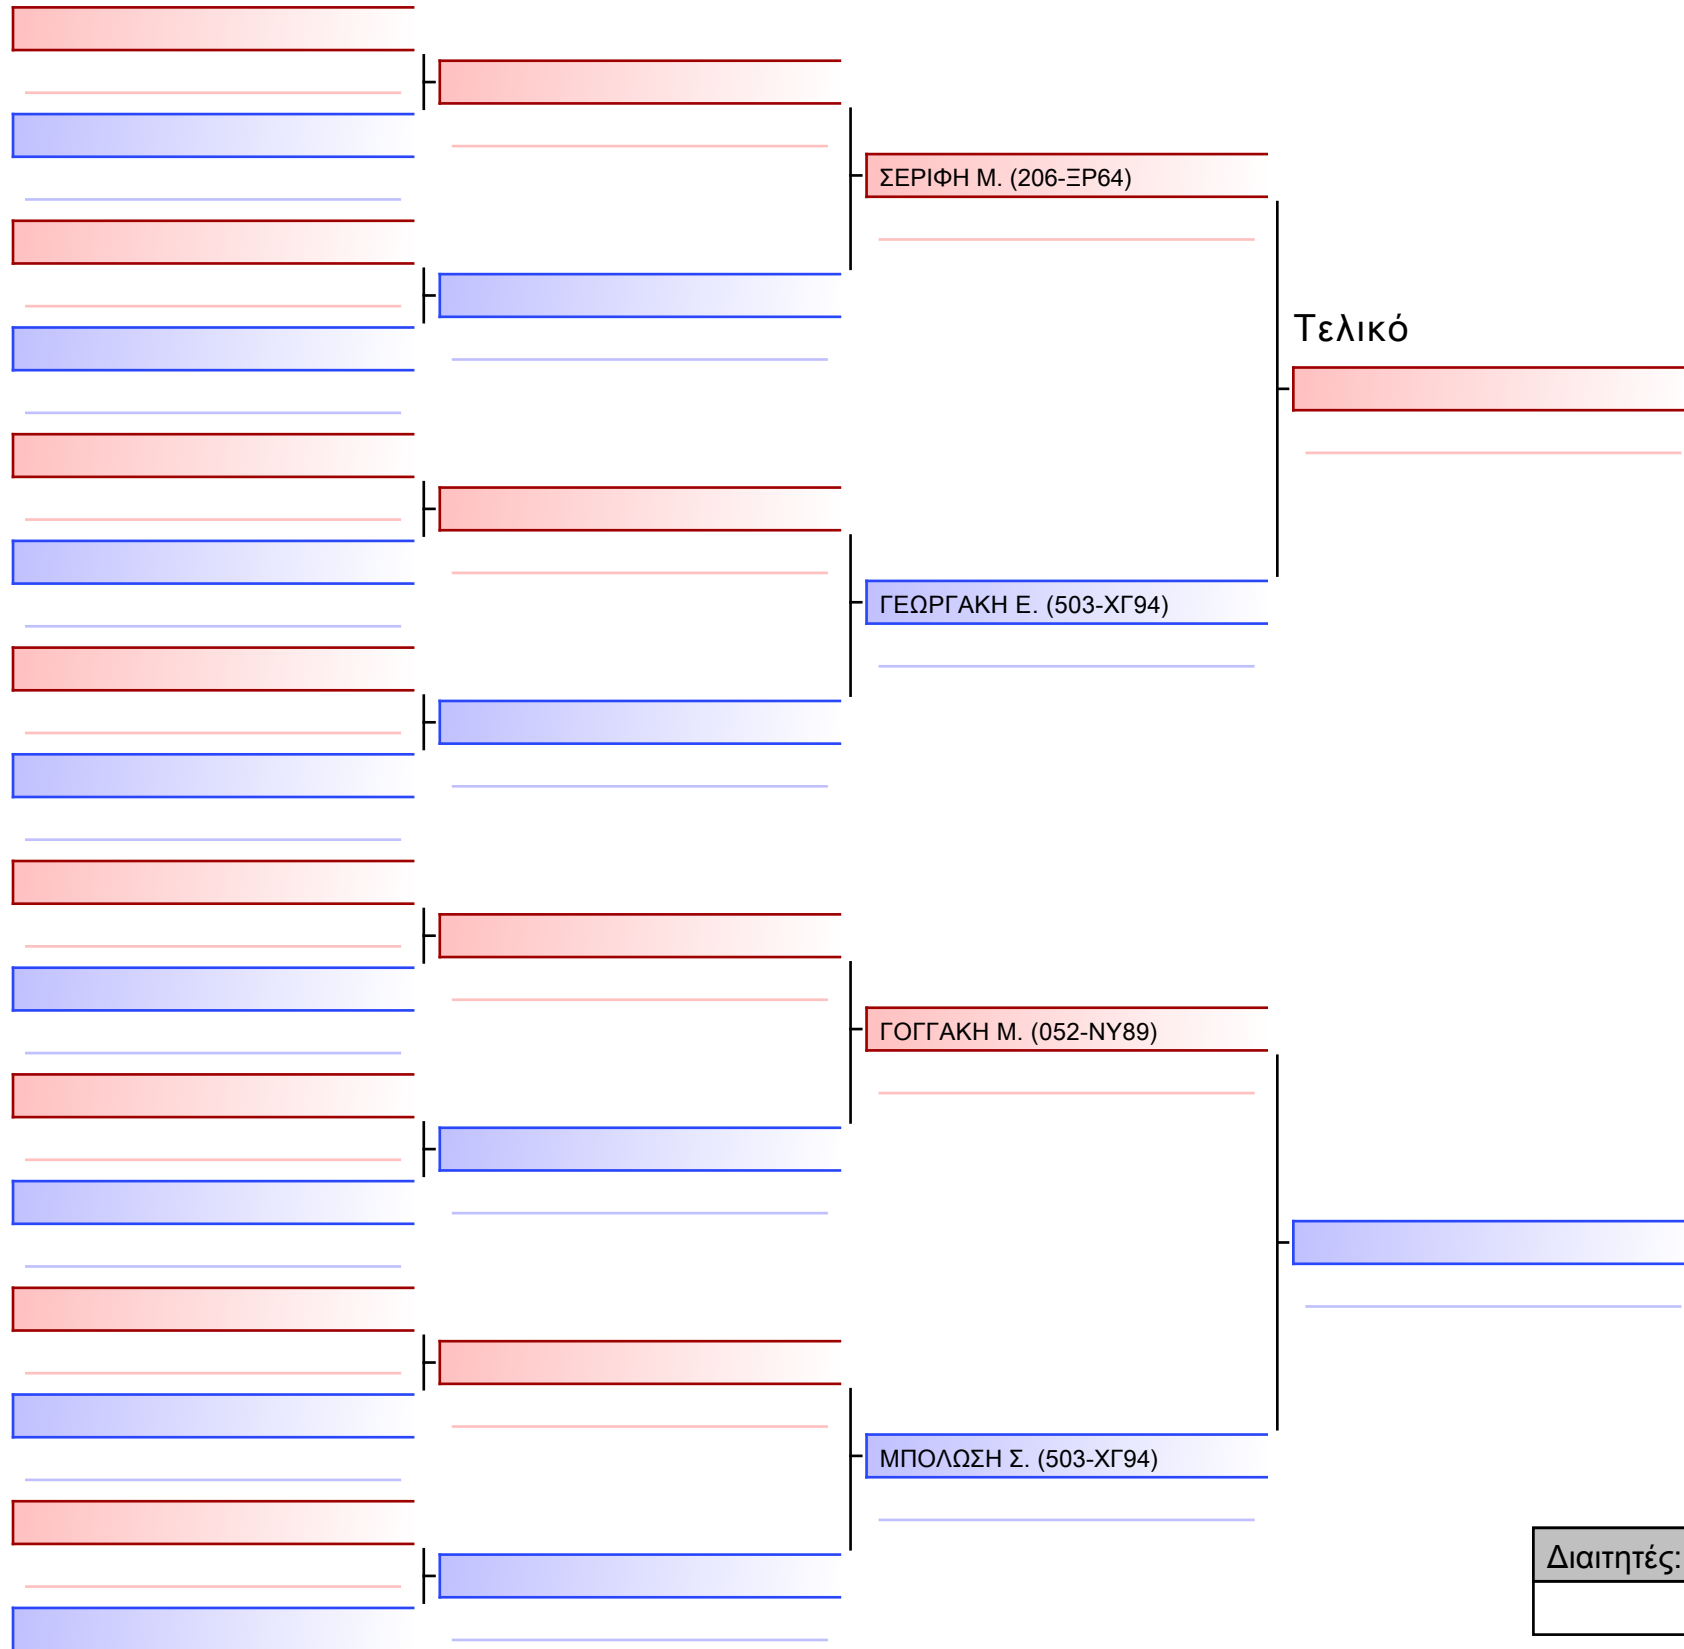 ΣΕΡΙΦΗ Μ. (206-ΞΡ64)
Τελικό
ΓΕΩΡΓΑΚΗ Ε. (503-ΧΓ94)
ΓΟΓΓΑΚΗ Μ. (052-ΝΥ89)
ΜΠΟΛΩΣΗ Σ. (503-ΧΓ94)
Διαιτητές: